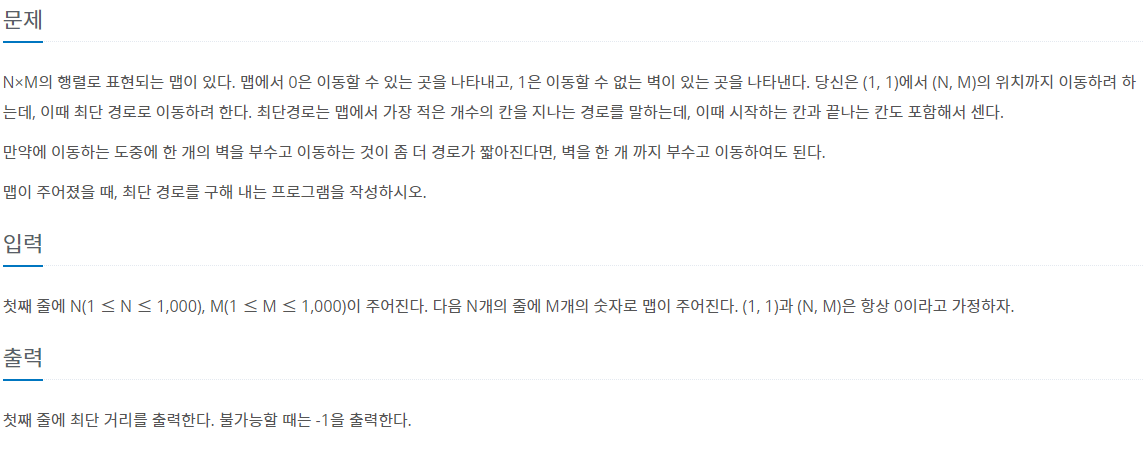 문제
N×M의 행렬로 표현되는 맵이 있다. 맵에서 0은 이동할 수 있는 곳을 나타내고, 1은 이동할 수 없는 벽이 있는 곳을 나타낸다. 당신은 (1, 1)에서 (N, M)의 위치까지 이동하려 하
는데, 이때 최단 경로로 이동하려 한다. 최단경로는 맵에서 가장 적은 개수의 칸을 지나는 경로를 말하는데, 이때 시작하는 칸과 끝나는 칸도 포함해서 센다.
만약에 이동하는 도중에 한 개의 벽을 부수고 이동하는 것이 좀 더 경로가 짧아진다면, 벽을 한 개 까지 부수고 이동하여도 된다.
맵이 주어졌을 때, 최단 경로를 구해 내는 프로그램을 작성하시오.
입력
첫째 줄에 N(1 ≤ N ≤ 1,000), M(1 ≤ M ≤ 1,000)이 주어진다. 다음 N개의 줄에 M개의 숫자로 맵이 주어진다. (1, 1)과 (N, M)은 항상 0이라고 가정하자.
출력
첫째 줄에 최단 거리를 출력한다. 불가능할 때는 -1을 출력한다.